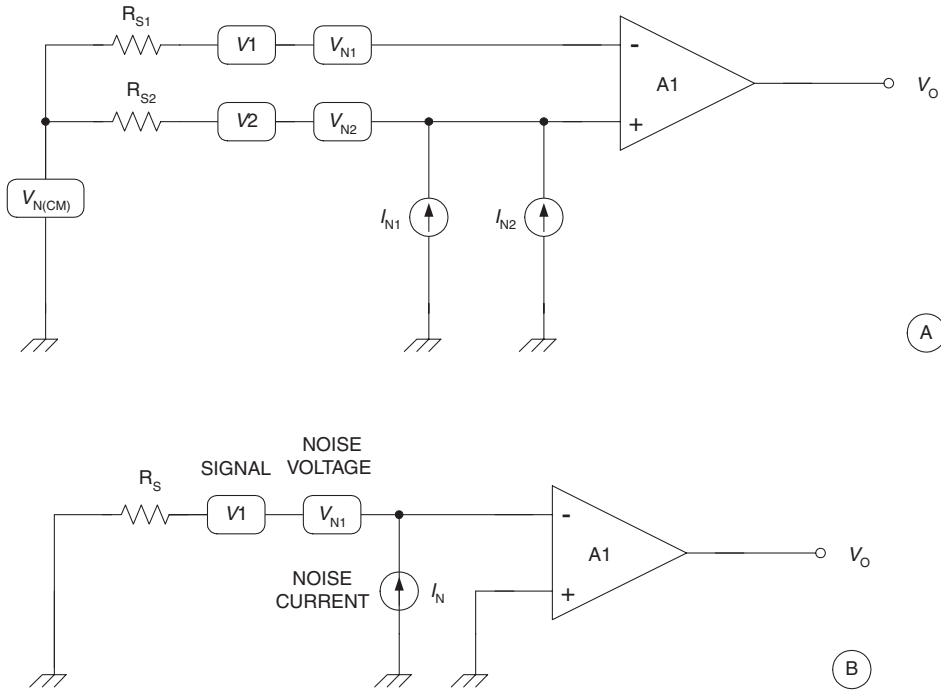 R_S1
V1
V_N1
-
A1
V_O
R_S2
V2
V_N2
+
V_N(CM)
I_N1
I_N2
A
NOISE
VOLTAGE
SIGNAL
R_S
V1
V_N1
-
A1
V_O
NOISE
CURRENT
I_N
+
B